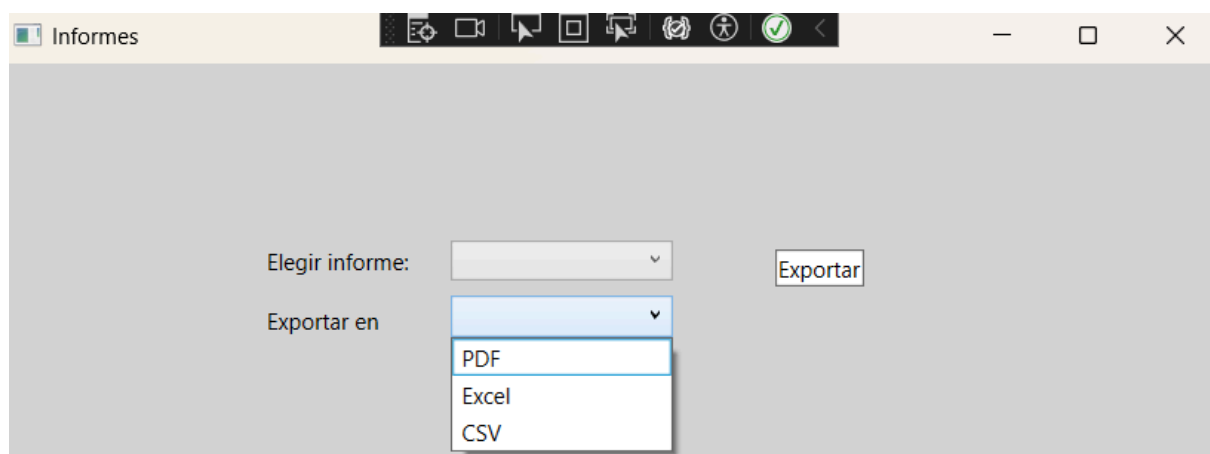 Informes
Elegir informe:
Exportar
Exportar en
PDF
Excel
CSV